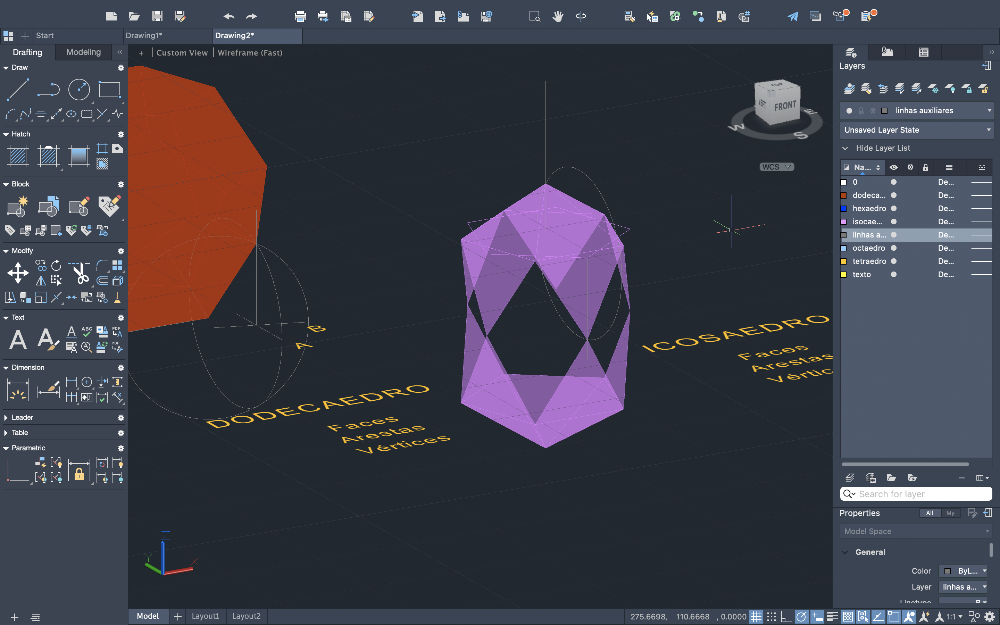 Start
Drawing1*
Drawing2*
Drafting
Modeling
+ | Custom View | Wireframe (Fast)
Draw
Hatch
Block
Modify
Text
Dimension
Leader
Table
Parametric
TOP
LEFT
FRONT
W
S
E
WCS
B
A
DODECAEDRO
Faces
Arestas
Vértices
ICOSAEDRO
Faces
Arestas
Vértic
Z
Y
X
Layers
linhas auxiliares
Unsaved Layer State
Hide Layer List
Na...
0 De...
dodeca... De...
hexaedro De...
isocae... De...
linhas a... De...
octaedro De...
tetraedro De...
texto De...
Search for layer
Properties
All
My
Model Space
General
Color ByL...
Layer linhas a...
Model
Layout1
Layout2
275.6698, 110.6668 , 0.0000
1:1